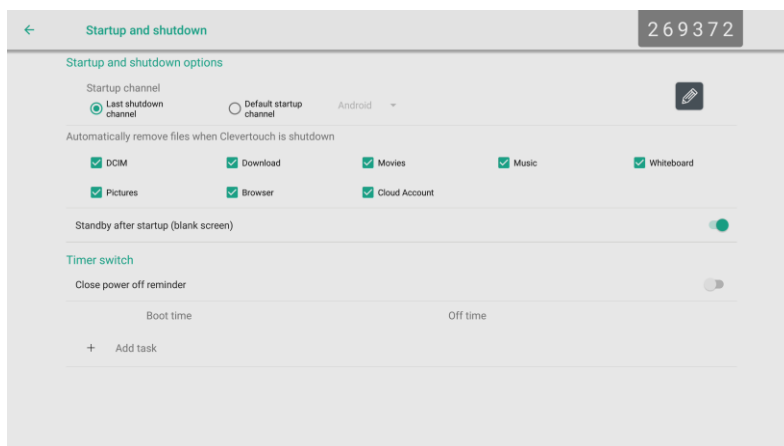 Startup and shutdown
269372
Startup and shutdown options
Startup channel
Last shutdown channel
Default startup channel
Android
Automatically remove files when Clevertouch is shutdown
DCIM
Download
Movies
Music
Whiteboard
Pictures
Browser
Cloud Account
Standby after startup (blank screen)
Timer switch
Close power off reminder
Boot time
Off time
+ Add task